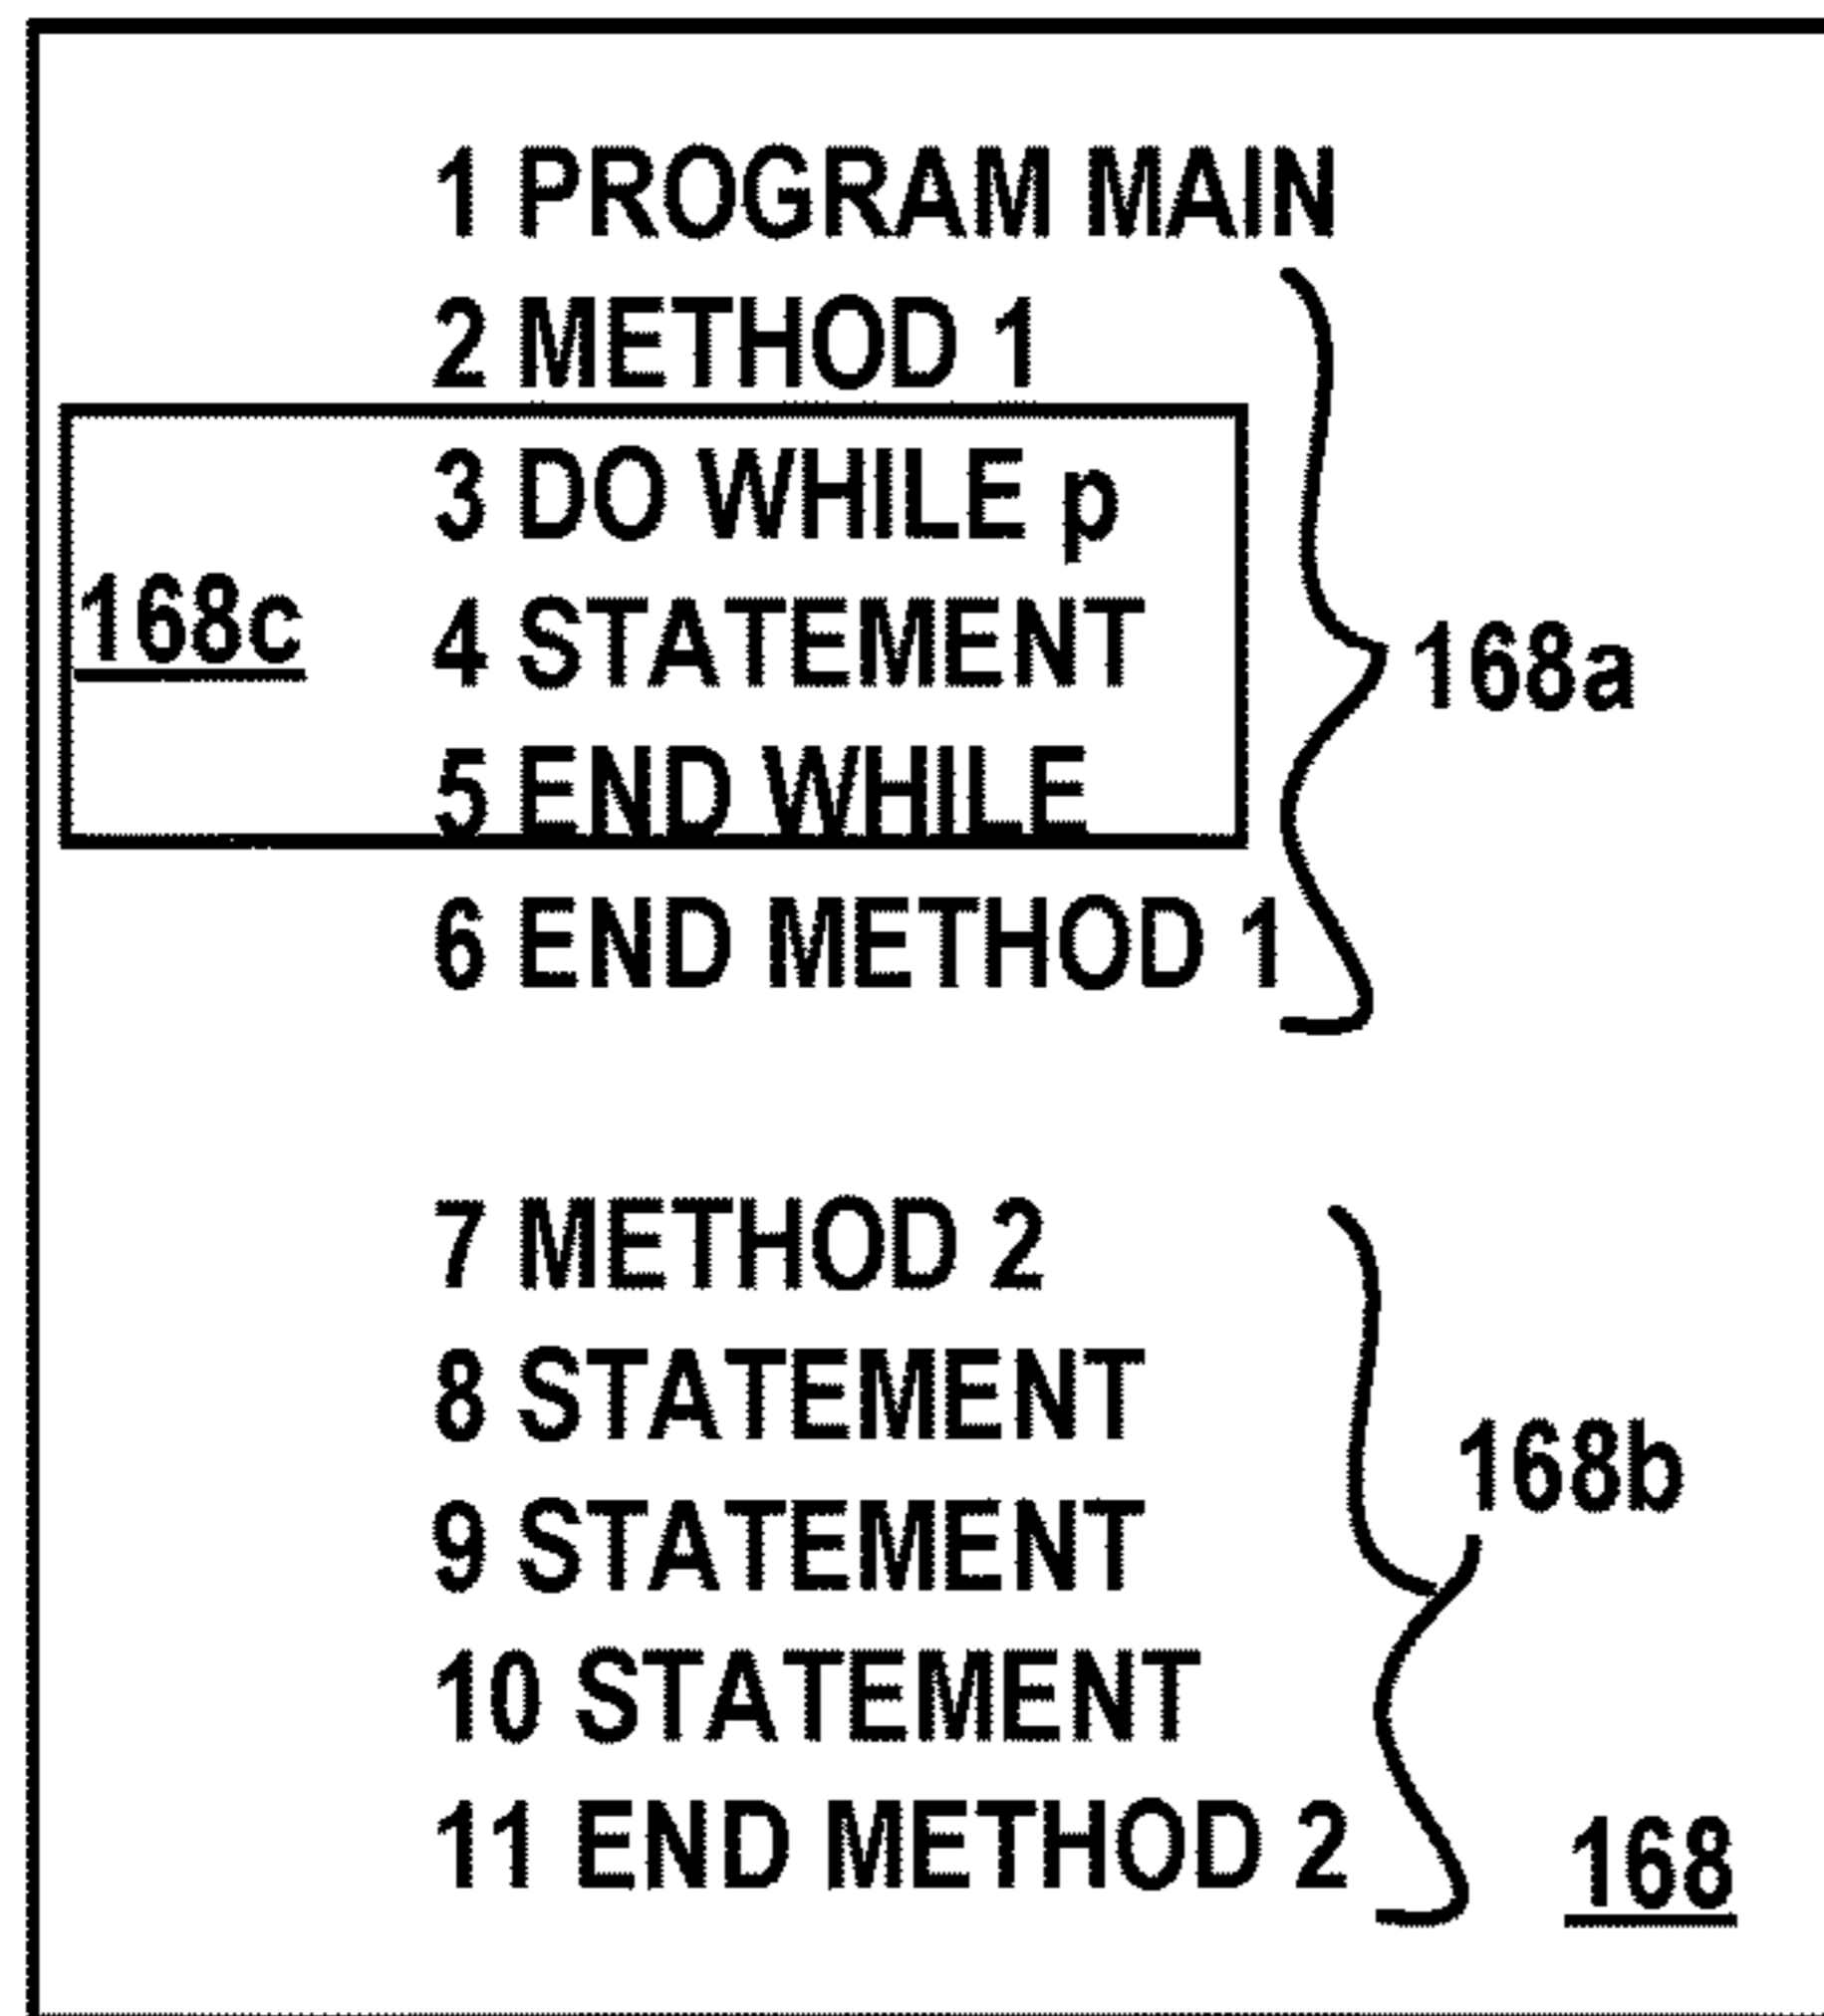 1 PROGRAM MAIN
2 METHOD 1
3 DO WHILE p
168c 4 STATEMENT 168a
5 END WHILE
6 END METHOD 1
7 METHOD 2
8 STATEMENT
168b
9 STATEMENT
10 STATEMENT
11 END METHOD 2 168